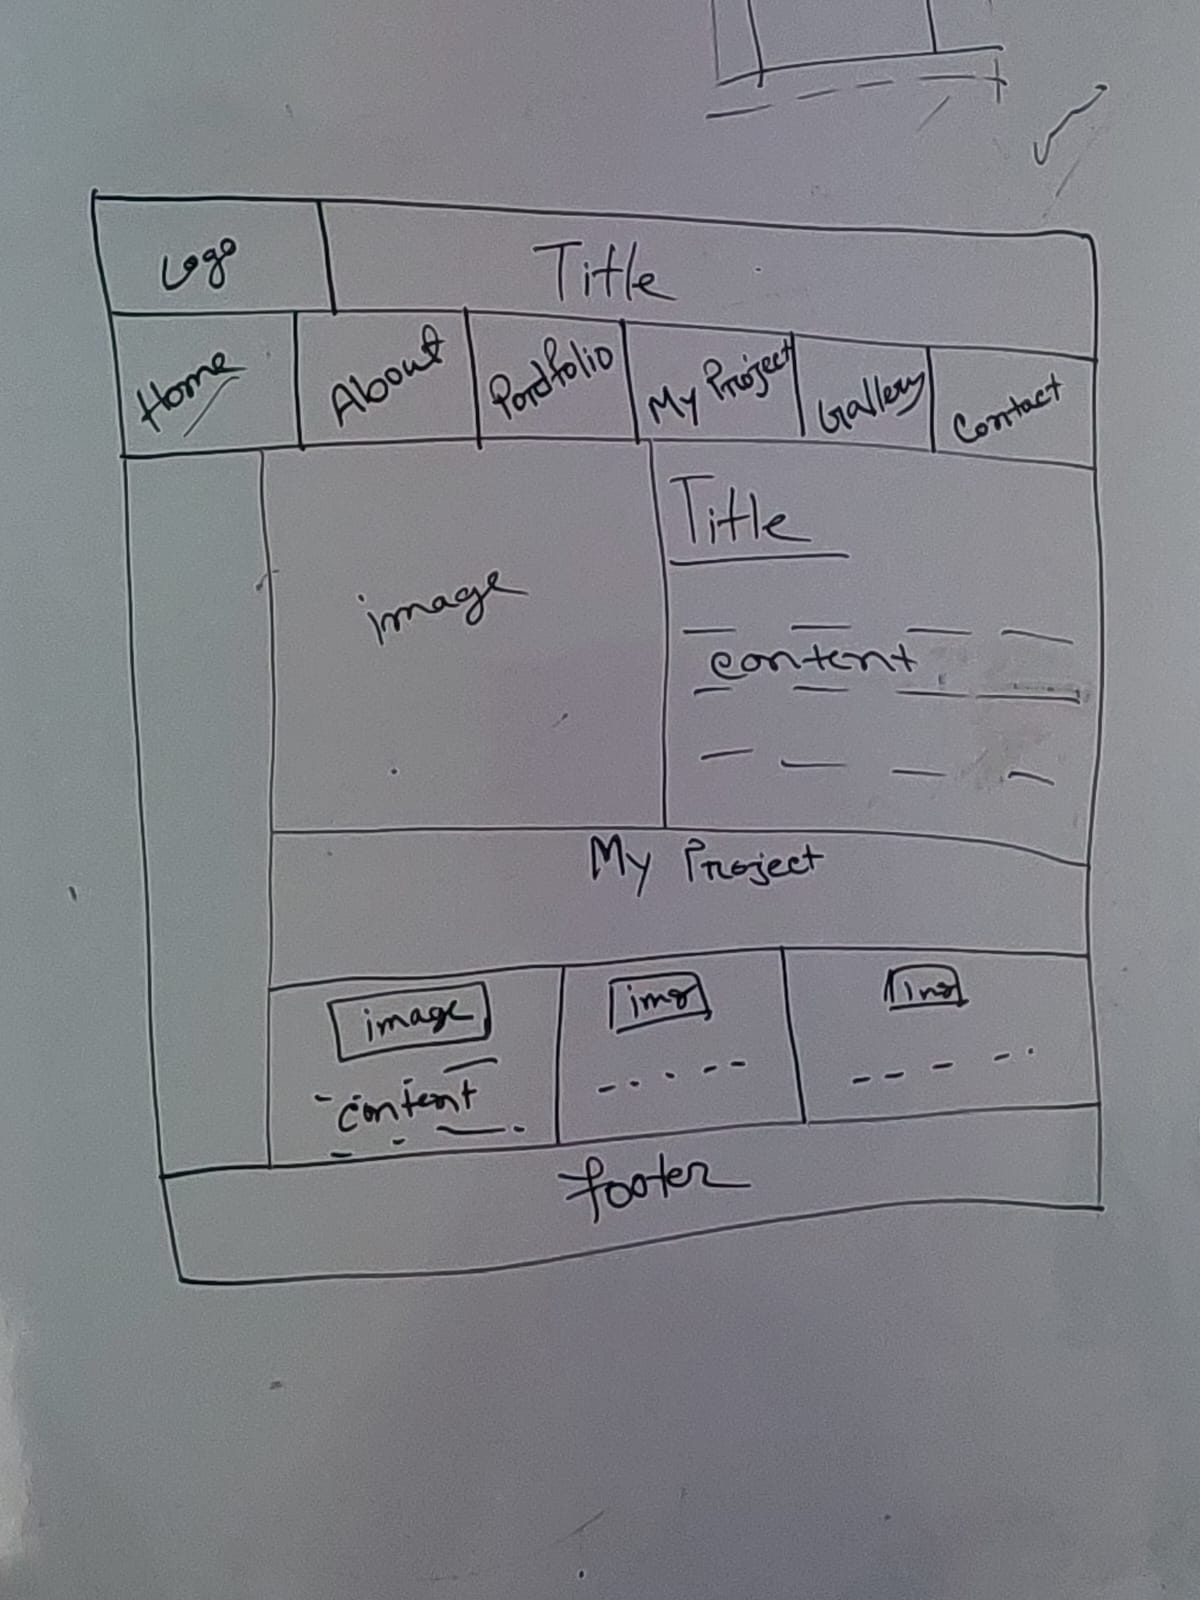 Logo
Title
Home
About
Portfolio
My Project
Gallery
Contact
image
Title
content
My Project
image
img
img
content
footer